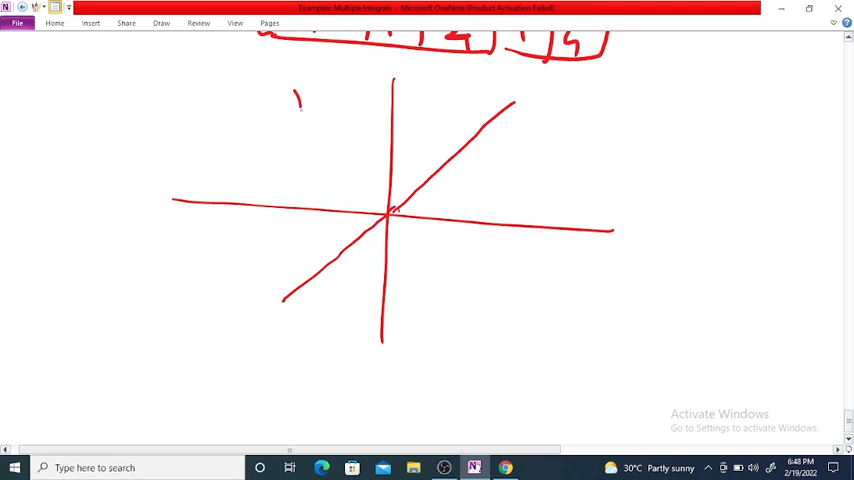 Examples: Multiple Integrals -- Microsoft OneNote (Product Activation Failed)
File Home Insert Share Draw History Review View Pages
Activate Windows
Go to Settings to activate Windows.
Type here to search
30°C Partly sunny
6:48 PM
2/19/2022